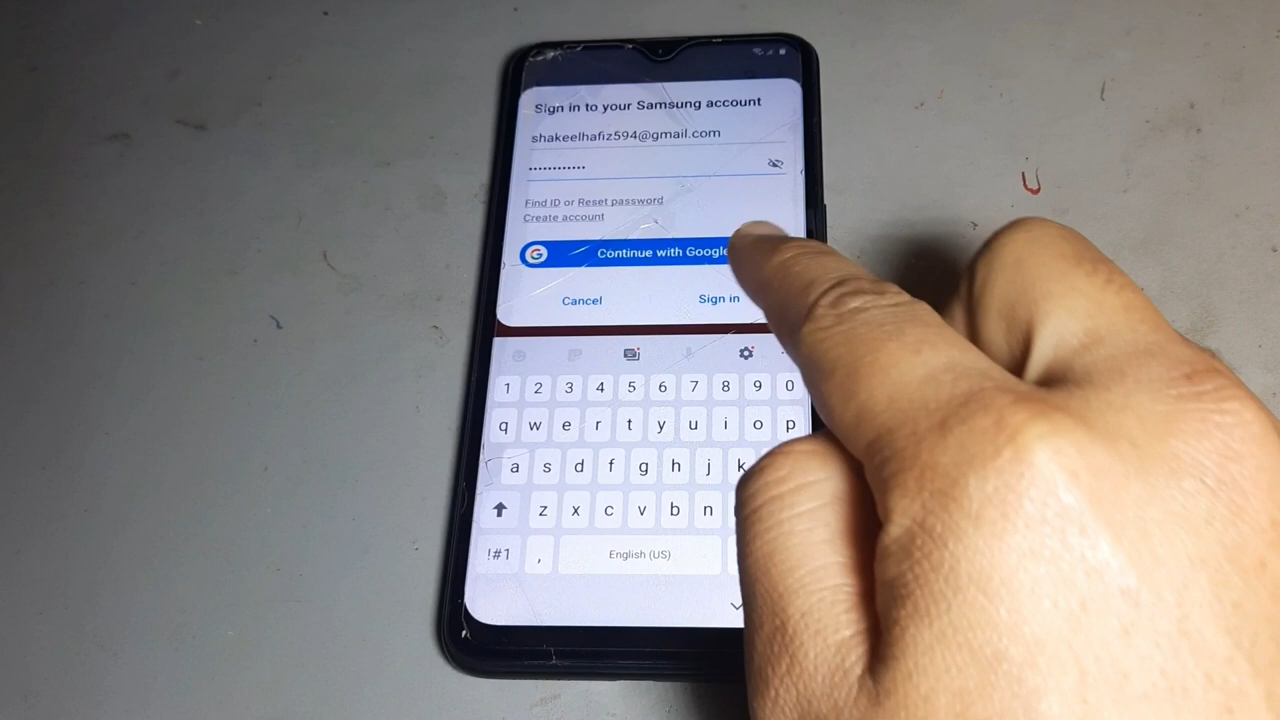 Sign in to your Samsung account
shakeelhafiz594@gmail.com
••••••••••••
Find ID or Reset password
Create account
G Continue with Google
Cancel Sign in
1 2 3 4 5 6 7 8 9 0
q w e r t y u i o p
a s d f g h j k
z x c v b n
!#1 , English (US)